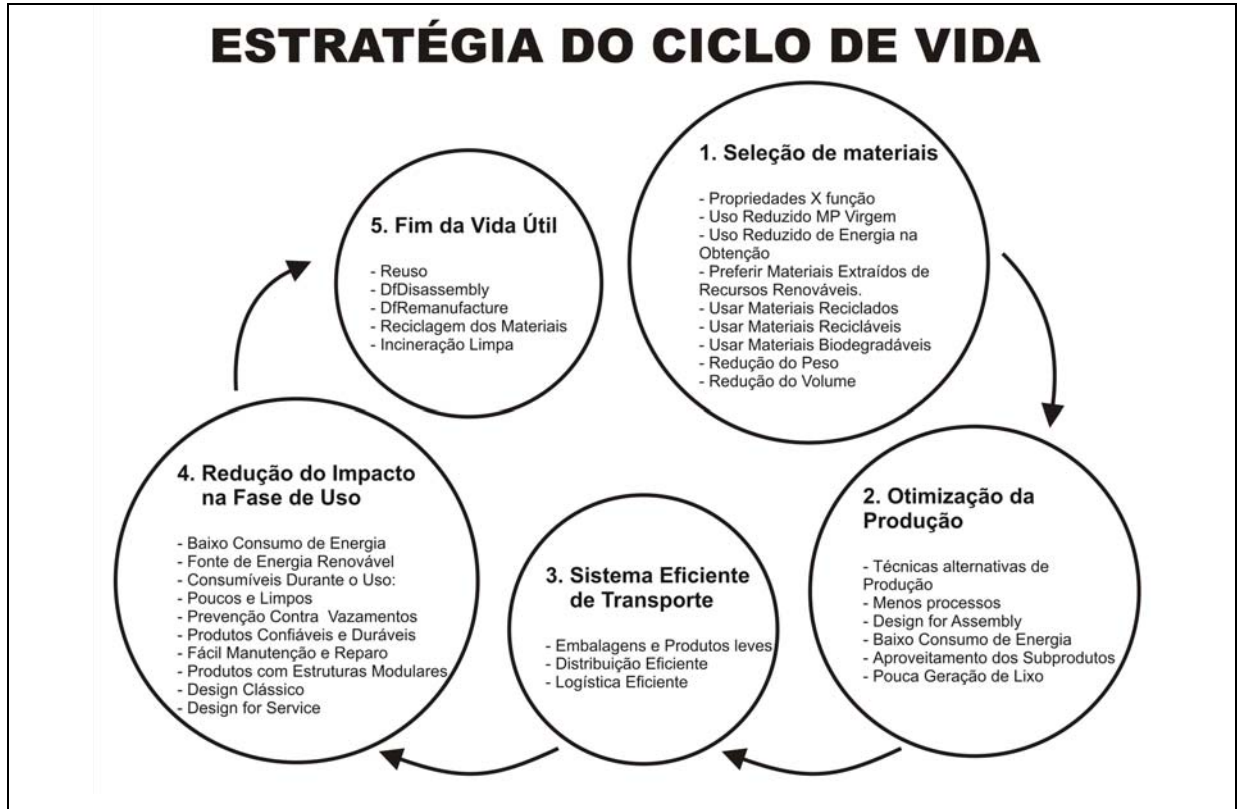 ESTRATÉGIA DO CICLO DE VIDA
1. Seleção de materiais
- Propriedades X função
- Uso Reduzido MP Virgem
- Uso Reduzido de Energia na
Obtenção
- Preferir Materiais Extraídos de
Recursos Renováveis.
- Usar Materiais Reciclados
- Usar Materiais Recicláveis
- Usar Materiais Biodegradáveis
- Redução do Peso
- Redução do Volume
2. Otimização da
Produção
- Técnicas alternativas de
Produção
- Menos processos
- Design for Assembly
- Baixo Consumo de Energia
- Aproveitamento dos Subprodutos
- Pouca Geração de Lixo
3. Sistema Eficiente
de Transporte
- Embalagens e Produtos leves
- Distribuição Eficiente
- Logística Eficiente
4. Redução do Impacto
na Fase de Uso
- Baixo Consumo de Energia
- Fonte de Energia Renovável
- Consumíveis Durante o Uso:
- Poucos e Limpos
- Prevenção Contra Vazamentos
- Produtos Confiáveis e Duráveis
- Fácil Manutenção e Reparo
- Produtos com Estruturas Modulares
- Design Clássico
- Design for Service
5. Fim da Vida Útil
- Reuso
- DfDisassembly
- DfRemanufacture
- Reciclagem dos Materiais
- Incineração Limpa